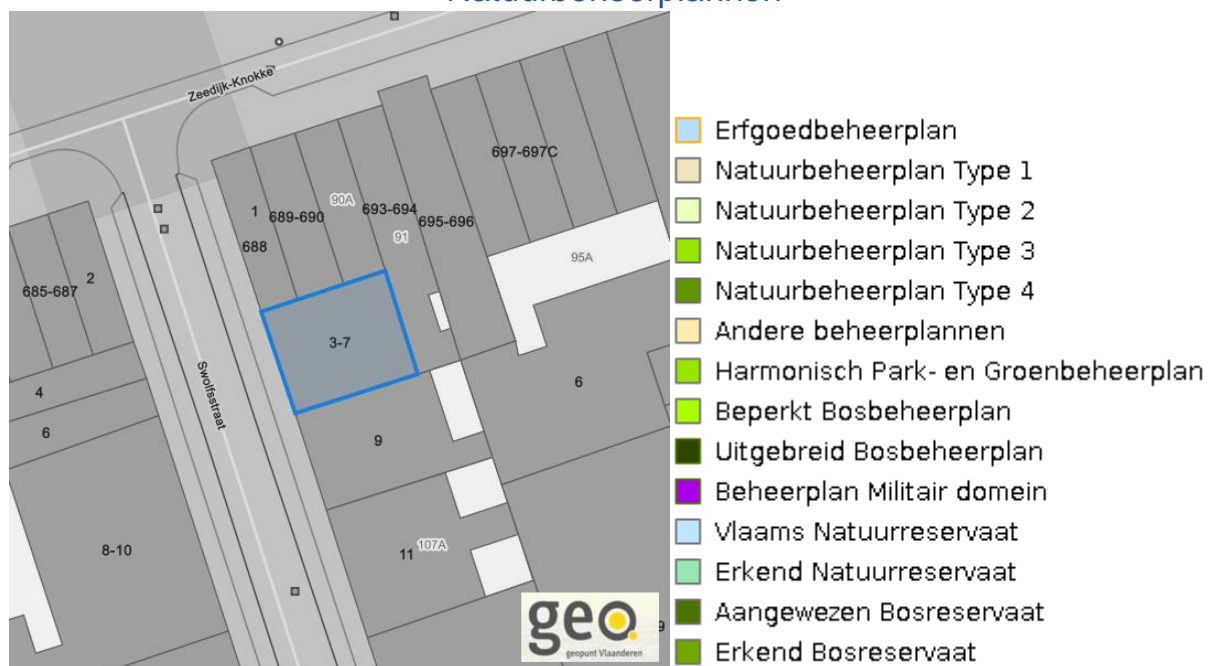 Natuurbeheerplannen
Zeedijk-Knokke
697-697C
90A
693-694
1
689-690
695-696
91
688
95A
2
685-687
3-7
6
Swolfsstraat
4
6
9
8-10
11
107A
9
geo
geopunt Vlaanderen
Erfgoedbeheerplan
Natuurbeheerplan Type 1
Natuurbeheerplan Type 2
Natuurbeheerplan Type 3
Natuurbeheerplan Type 4
Andere beheerplannen
Harmonisch Park- en Groenbeheerplan
Beperkt Bosbeheerplan
Uitgebreid Bosbeheerplan
Beheerplan Militair domein
Vlaams Natuurreservaat
Erkend Natuurreservaat
Aangewezen Bosreservaat
Erkend Bosreservaat